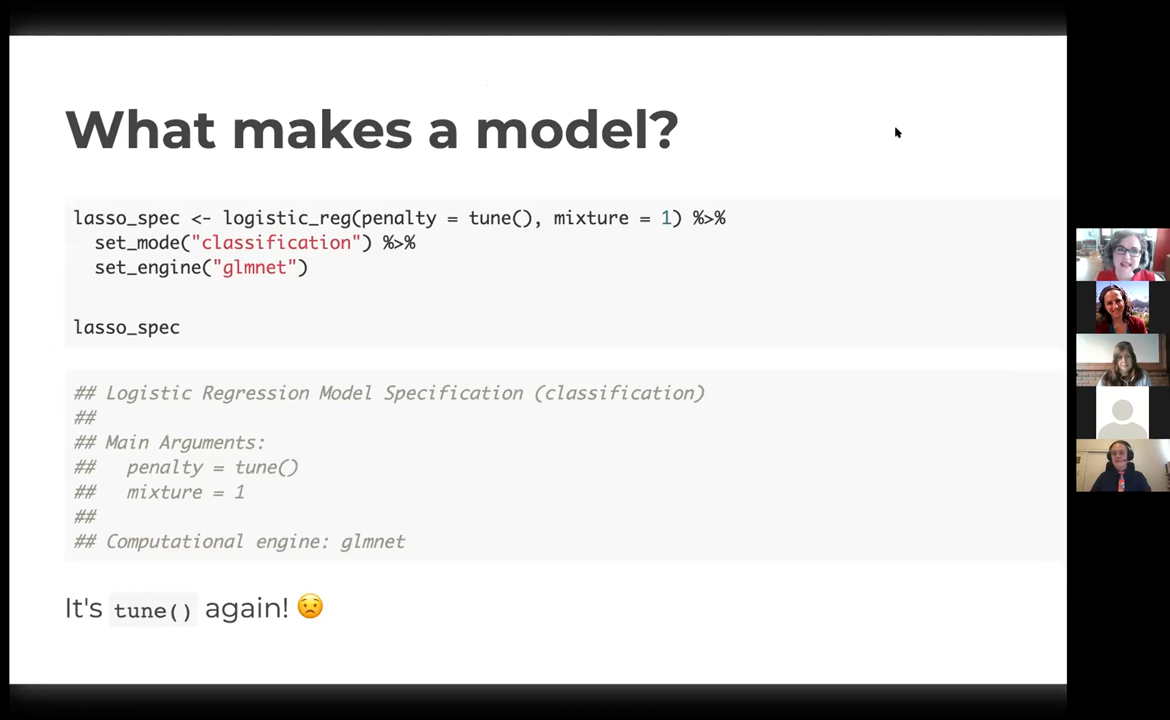 What makes a model?
lasso_spec <- logistic_reg(penalty = tune(), mixture = 1) %>%
  set_mode("classification") %>%
  set_engine("glmnet")
lasso_spec
## Logistic Regression Model Specification (classification)
##
## Main Arguments:
##   penalty = tune()
##   mixture = 1
##
## Computational engine: glmnet
It's tune() again! 😟